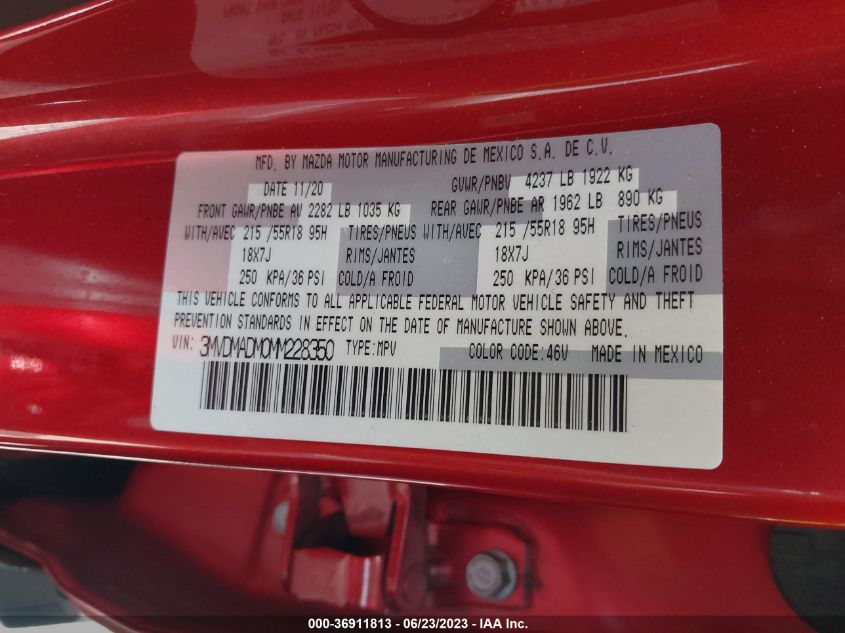 MFD. BY MAZDA MOTOR MANUFACTURING DE MEXICO S.A. DE C.V.
DATE 11/20 GVWR/PNBV 4237 LB 1922 KG
FRONT GAWR/PNBE AV 2282 LB 1035 KG REAR GAWR/PNBE AR 1962 LB 890 KG
WITH/AVEC 215 /55R18 95H TIRES/PNEUS WITH/AVEC 215 /55R18 95H TIRES/PNEUS
18X7J RIMS/JANTES 18X7J RIMS/JANTES
250 KPA/36 PSI COLD/A FROID 250 KPA/36 PSI COLD/A FROID
THIS VEHICLE CONFORMS TO ALL APPLICABLE FEDERAL MOTOR VEHICLE SAFETY AND THEFT
PREVENTION STANDARDS IN EFFECT ON THE DATE OF MANUFACTURE SHOWN ABOVE.
VIN: 3MVDMADM0MM228350 TYPE:MPV COLOR CODE:46V MADE IN MEXICO
000-36911813 - 06/23/2023 - IAA Inc.